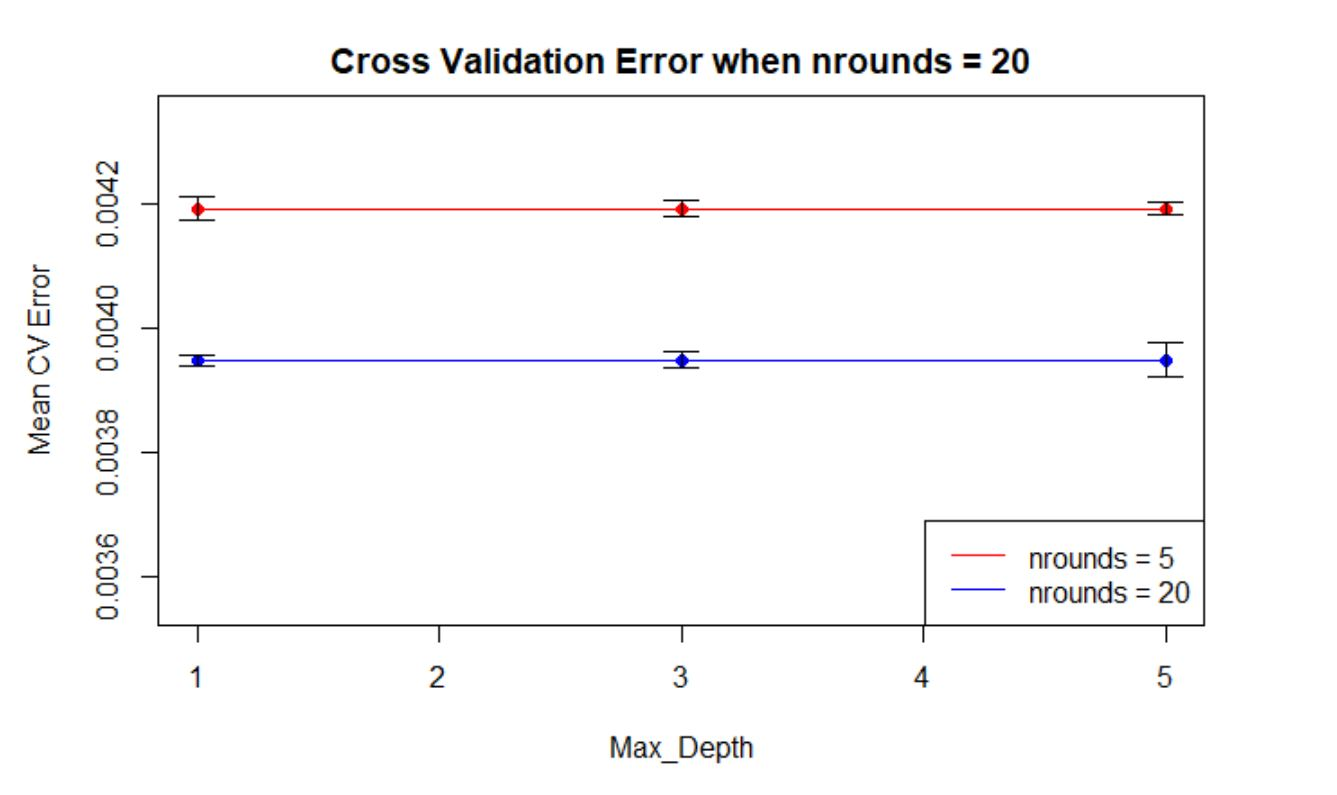 Cross Validation Error when nrounds = 20
Mean CV Error
0.0042
0.0040
0.0038
0.0036
nrounds = 5
nrounds = 20
1 2 3 4 5
Max_Depth